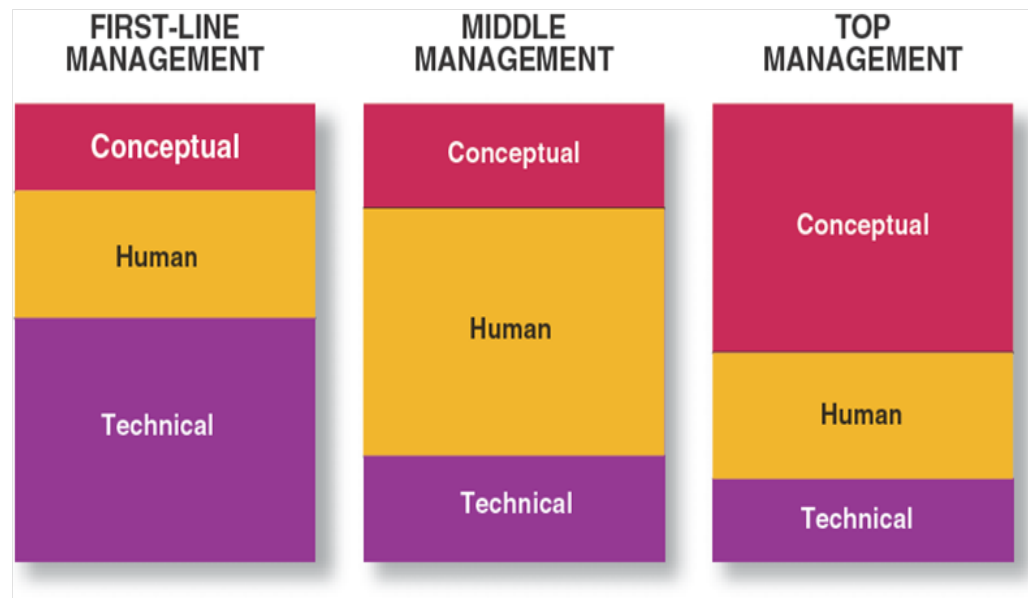 FIRST-LINE
MANAGEMENT
Conceptual
Human
Technical
MIDDLE
MANAGEMENT
Conceptual
Human
Technical
TOP
MANAGEMENT
Conceptual
Human
Technical